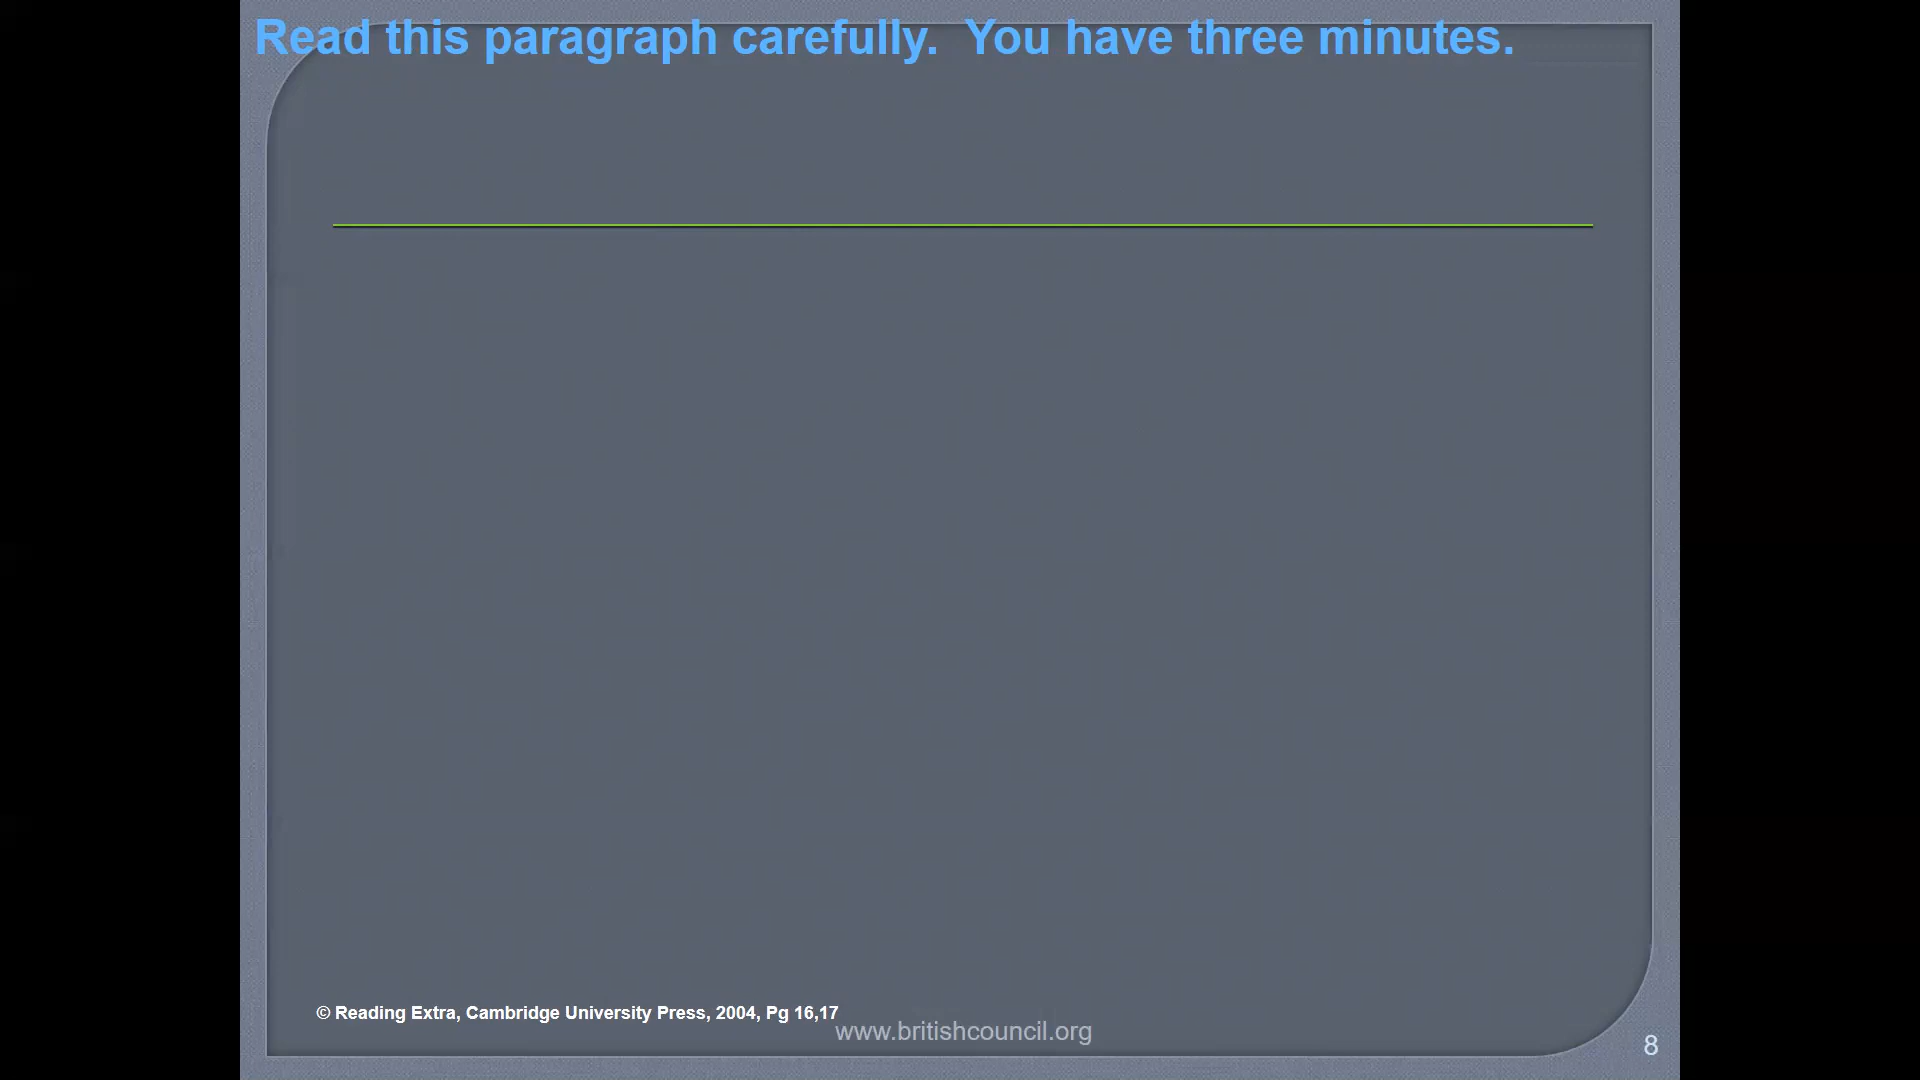 Read this paragraph carefully. You have three minutes.
© Reading Extra, Cambridge University Press, 2004, Pg 16,17
www.britishcouncil.org
8